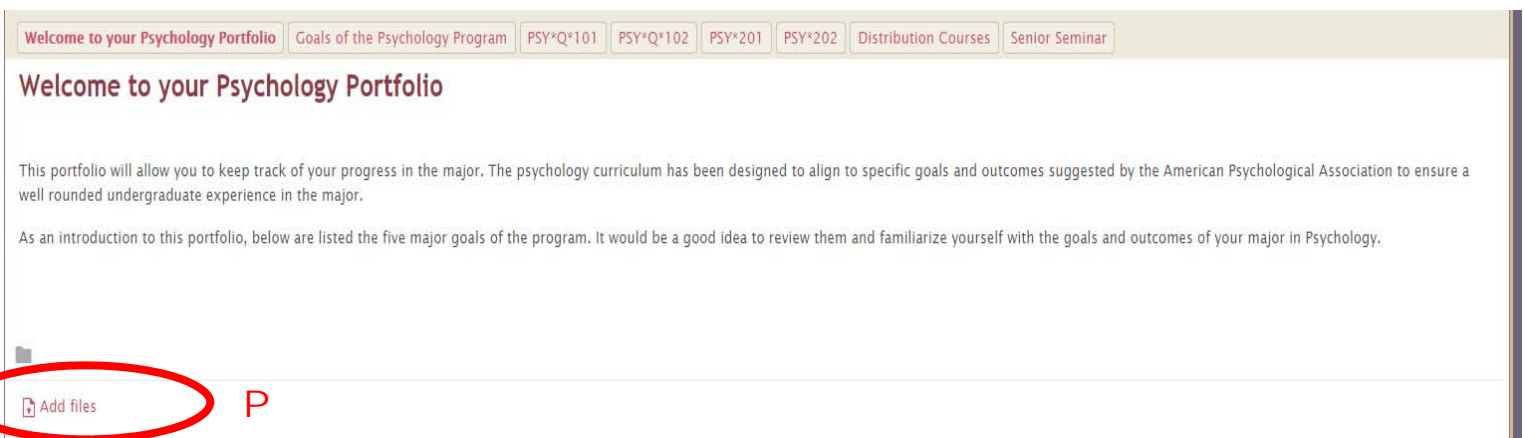 Welcome to your Psychology Portfolio Goals of the Psychology Program PSY*Q*101 PSY*Q*102 PSY*201 PSY*202 Distribution Courses Senior Seminar
Welcome to your Psychology Portfolio
This portfolio will allow you to keep track of your progress in the major. The psychology curriculum has been designed to align to specific goals and outcomes suggested by the American Psychological Association to ensure a
well rounded undergraduate experience in the major.
As an introduction to this portfolio, below are listed the five major goals of the program. It would be a good idea to review them and familiarize yourself with the goals and outcomes of your major in Psychology.
Add files P